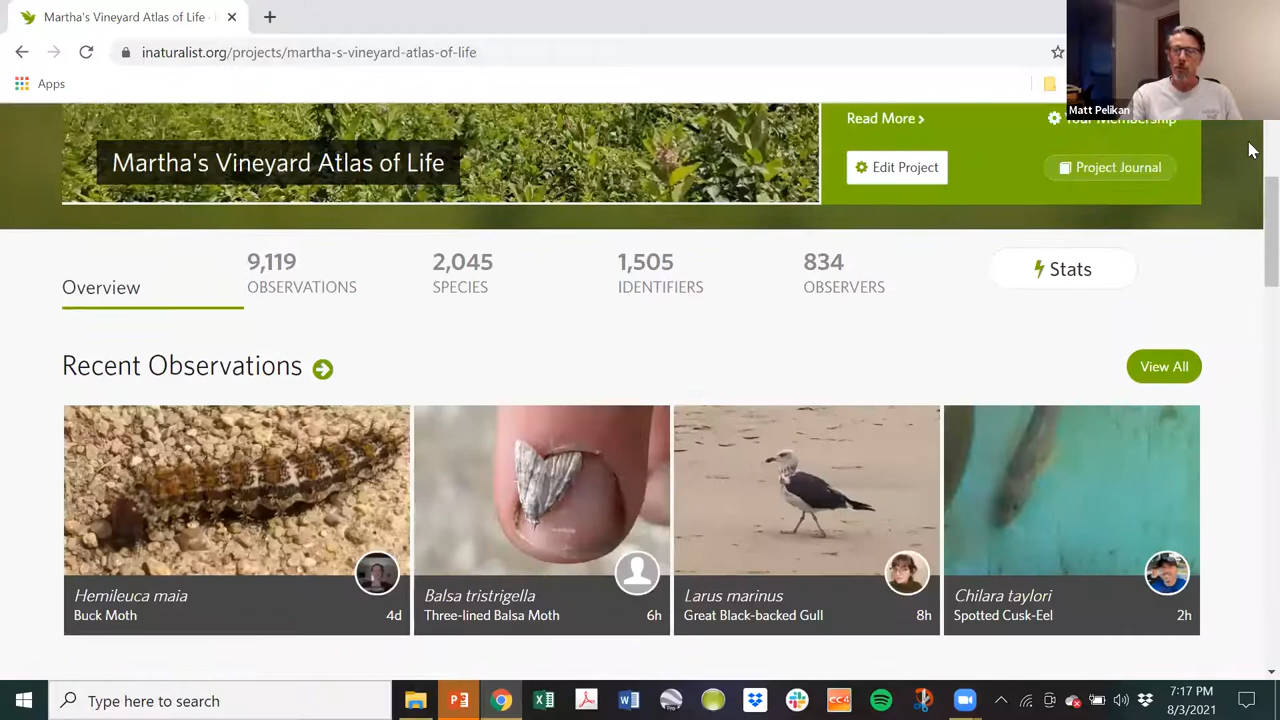 Martha's Vineyard Atlas of Life ·
inaturalist.org/projects/martha-s-vineyard-atlas-of-life
Apps
Matt Pelikan
Read More
Your Membership
Martha's Vineyard Atlas of Life
Edit Project
Project Journal
Overview
9,119
OBSERVATIONS
2,045
SPECIES
1,505
IDENTIFIERS
834
OBSERVERS
Stats
Recent Observations
View All
Hemileuca maia
Buck Moth
4d
Balsa tristrigella
Three-lined Balsa Moth
6h
Larus marinus
Great Black-backed Gull
8h
Chilara taylori
Spotted Cusk-Eel
2h
Type here to search
P
X
W
Pro
CC4
7:17 PM
8/3/2021